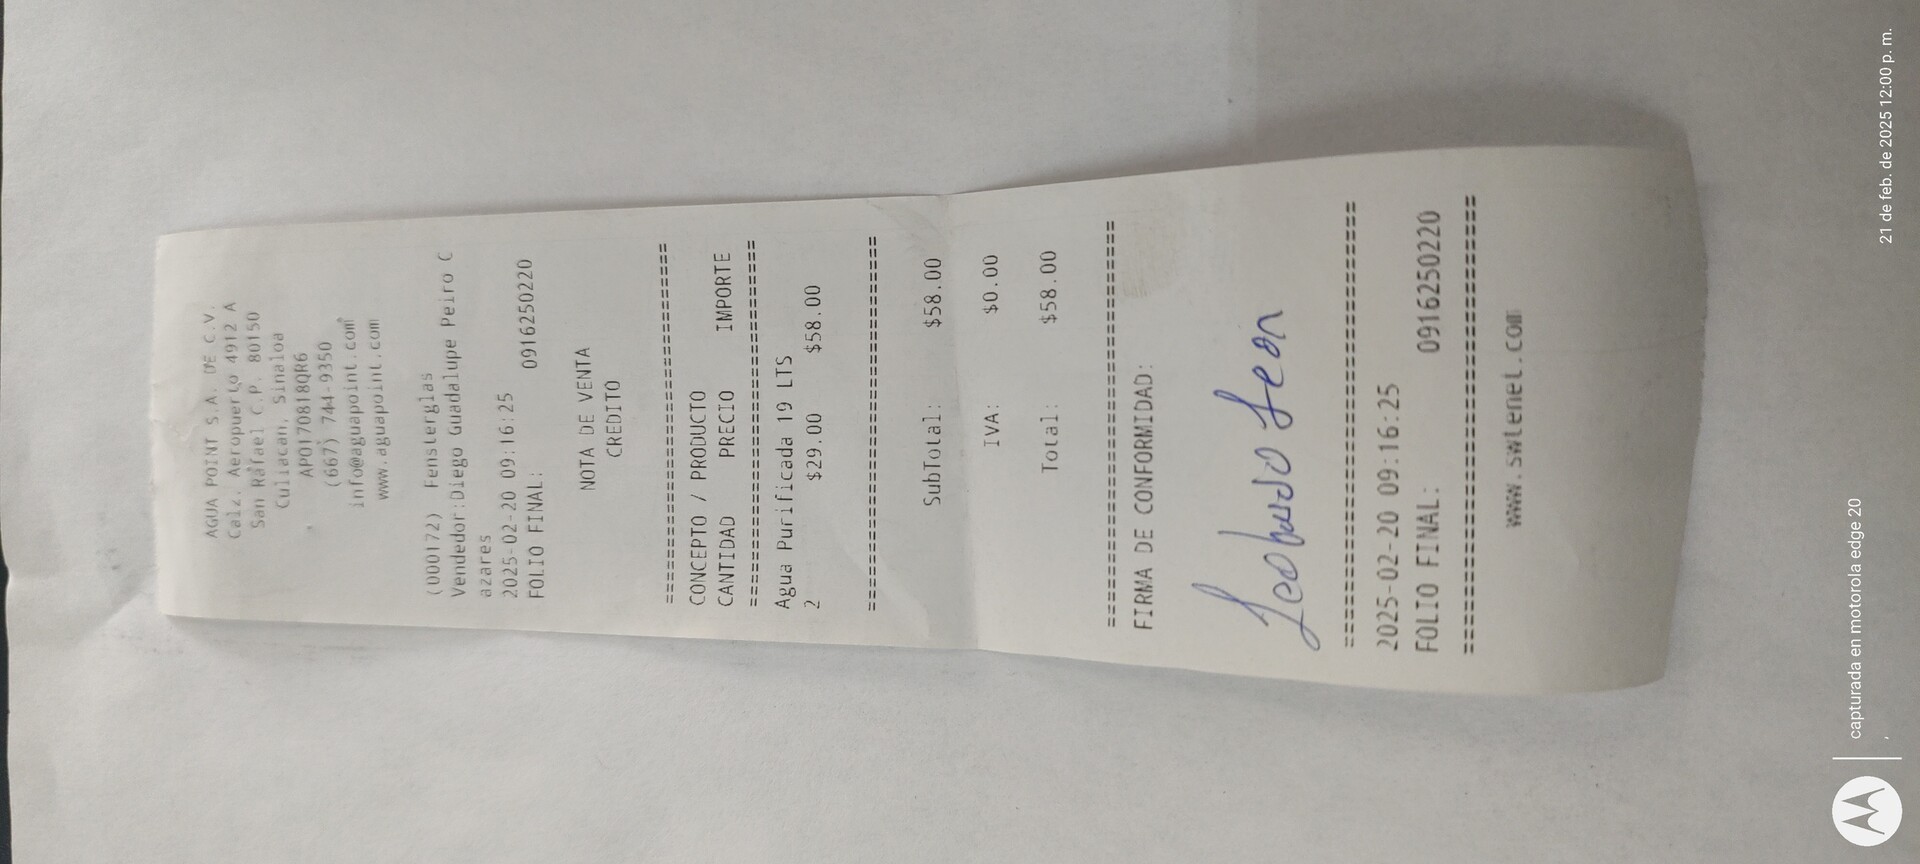 AGUA POINT S.A. DE C.V.
Calz. Aeropuerto 4912 A
San Rafael C.P. 80150
Culiacan, Sinaloa
APO170818QR6
(667) 744-9350
info@aguapoint.com
www.aguapoint.com
(000172) Fensterglas
Vendedor:Diego Guadalupe Peiro C
azares
2025-02-20 09:16:25
FOLIO FINAL: 0916250220
NOTA DE VENTA
CREDITO
================================
CONCEPTO / PRODUCTO
CANTIDAD PRECIO IMPORTE
================================
Agua Purificada 19 LTS
2 $29.00 $58.00
================================
SubTotal: $58.00
IVA: $0.00
Total: $58.00
================================
FIRMA DE CONFORMIDAD:
Leobardo Leon
================================
2025-02-20 09:16:25
FOLIO FINAL: 0916250220
================================
www.swtenet.com
capturada en motorola edge 20
21 de feb. de 2025 12:00 p. m.